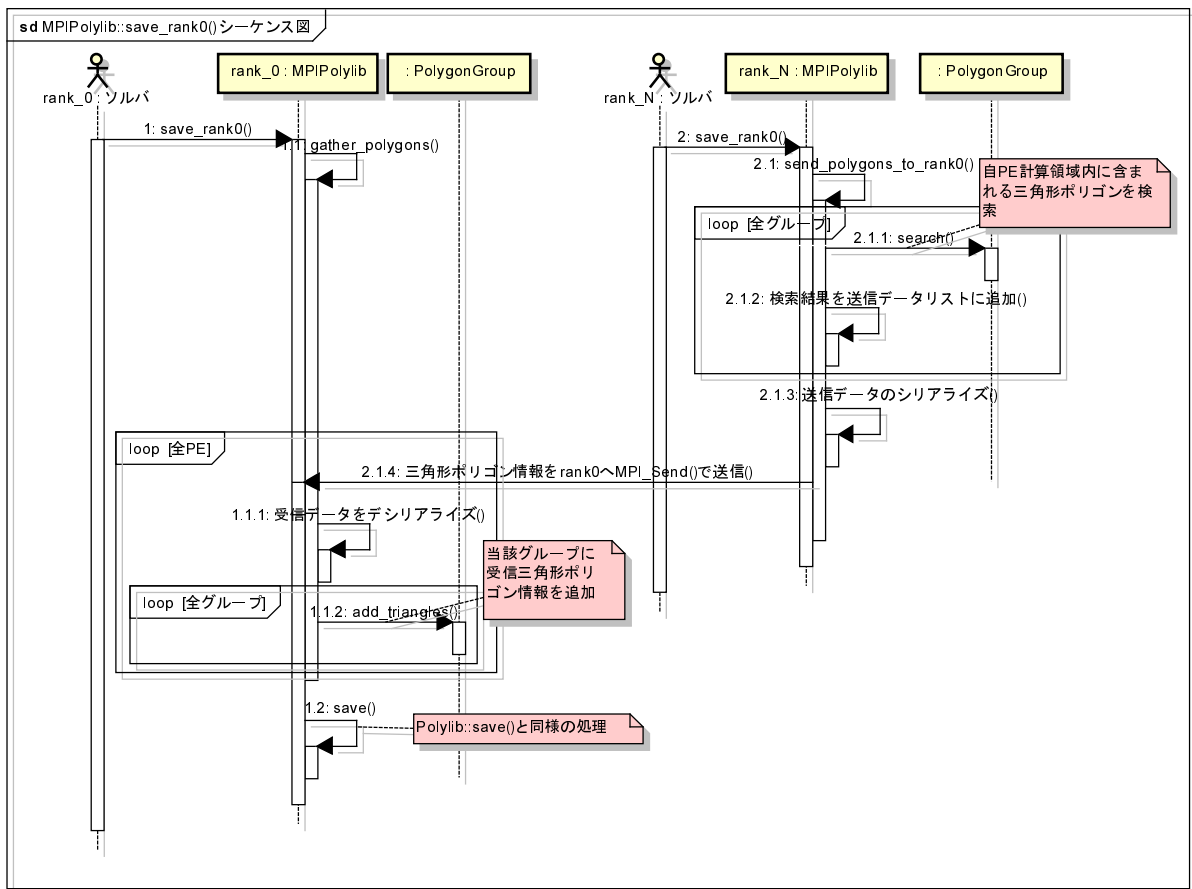 sd MPIPolylib::save_rank0()シーケンス図
rank_0 : ソルバ
rank_0 : MPIPolylib
: PolygonGroup
rank_N : ソルバ
rank_N : MPIPolylib
: PolygonGroup
1: save_rank0()
1.1: gather_polygons()
2: save_rank0()
2.1: send_polygons_to_rank0()
自PE計算領域内に含ま
れる三角形ポリゴンを検
索
loop [全グループ]
2.1.1: search()
2.1.2: 検索結果を送信データリストに追加()
2.1.3: 送信データのシリアライズ()
loop [全PE]
2.1.4: 三角形ポリゴン情報をrank0へMPI_Send()で送信()
1.1.1: 受信データをデシリアライズ()
当該グループに
受信三角形ポリ
ゴン情報を追加
loop [全グループ]
1.1.2: add_triangles()
1.2: save()
Polylib::save()と同様の処理